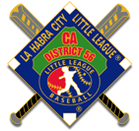 LA HABRA CITY LITTLE LEAGUE®
CA
DISTRICT 56
LITTLE LEAGUE
BASEBALL
®